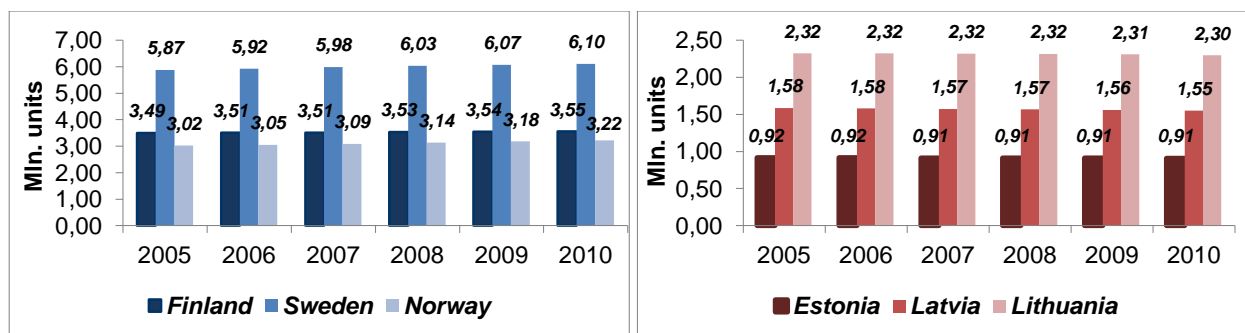 7,00
6,00
5,00
4,00
3,00
2,00
1,00
0,00
Mln. units
5,87 5,92 5,98 6,03 6,07 6,10
3,49 3,51 3,51 3,53 3,54 3,55
3,02 3,05 3,09 3,14 3,18 3,22
2005 2006 2007 2008 2009 2010
Finland Sweden Norway
2,50
2,00
1,50
1,00
0,50
0,00
Mln. units
2,32 2,32 2,32 2,32 2,31 2,30
1,58 1,58 1,57 1,57 1,56 1,55
0,92 0,92 0,91 0,91 0,91 0,91
2005 2006 2007 2008 2009 2010
Estonia Latvia Lithuania